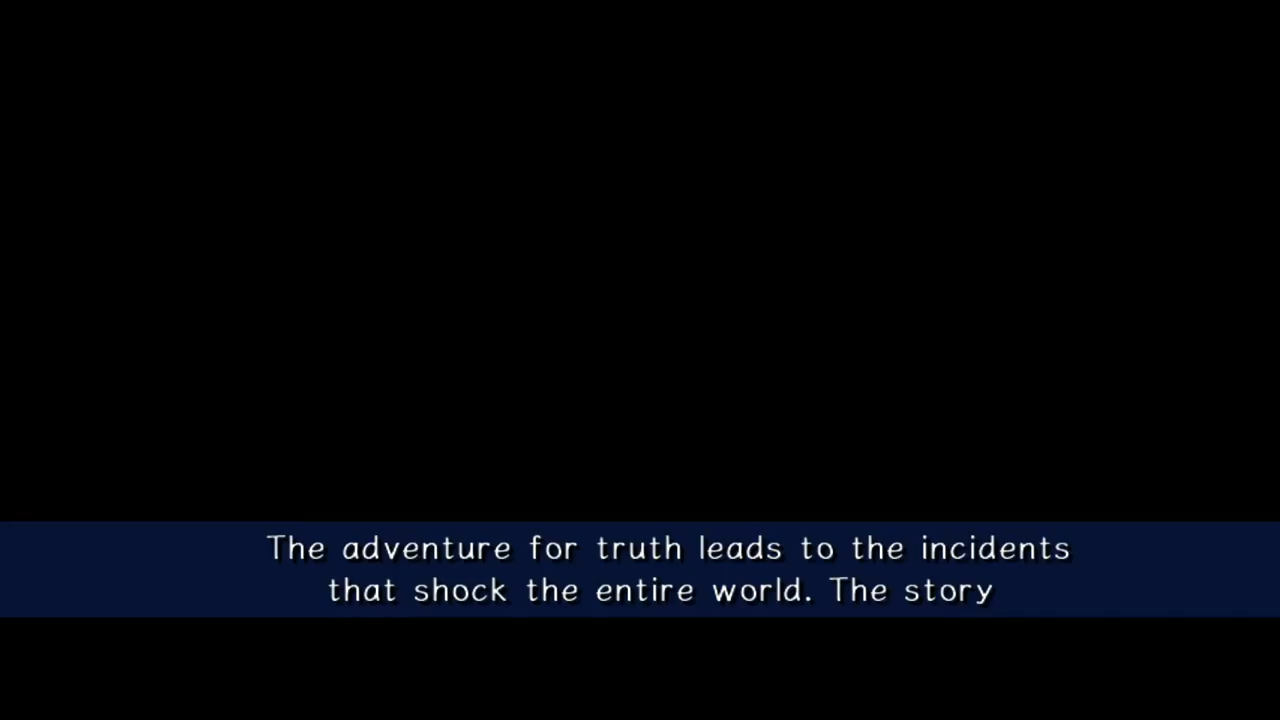 The adventure for truth leads to the incidents
that shock the entire world. The story